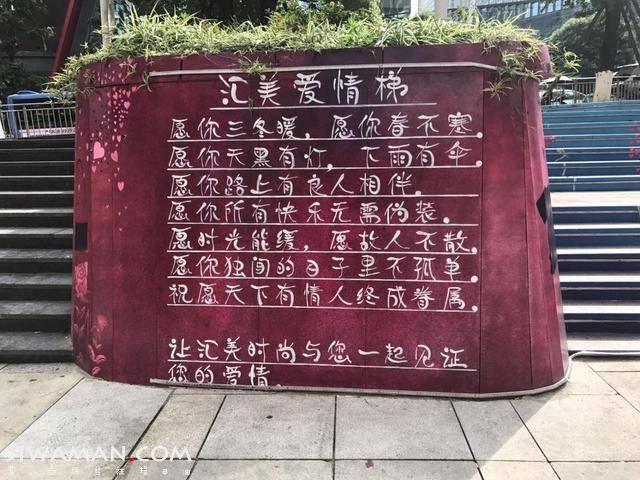 汇美爱情梯
愿你三冬暖，愿你春不寒。
愿你天黑有灯，下雨有伞。
愿你路上有良人相伴。
愿你所有快乐无需伪装。
愿时光能缓，愿故人不散。
愿你独闯的日子里不孤单。
祝愿天下有情人终成眷属。
让汇美时尚与您一起见证
您的爱情。
SIWAMAN.COM